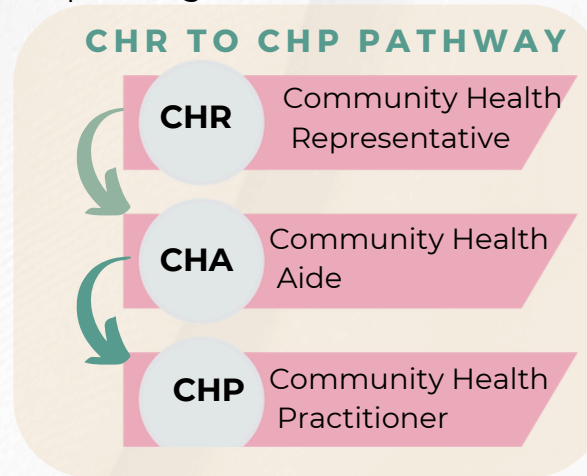 CHR TO CHP PATHWAY
CHR
Community Health
Representative
CHA
Community Health
Aide
CHP
Community Health
Practitioner